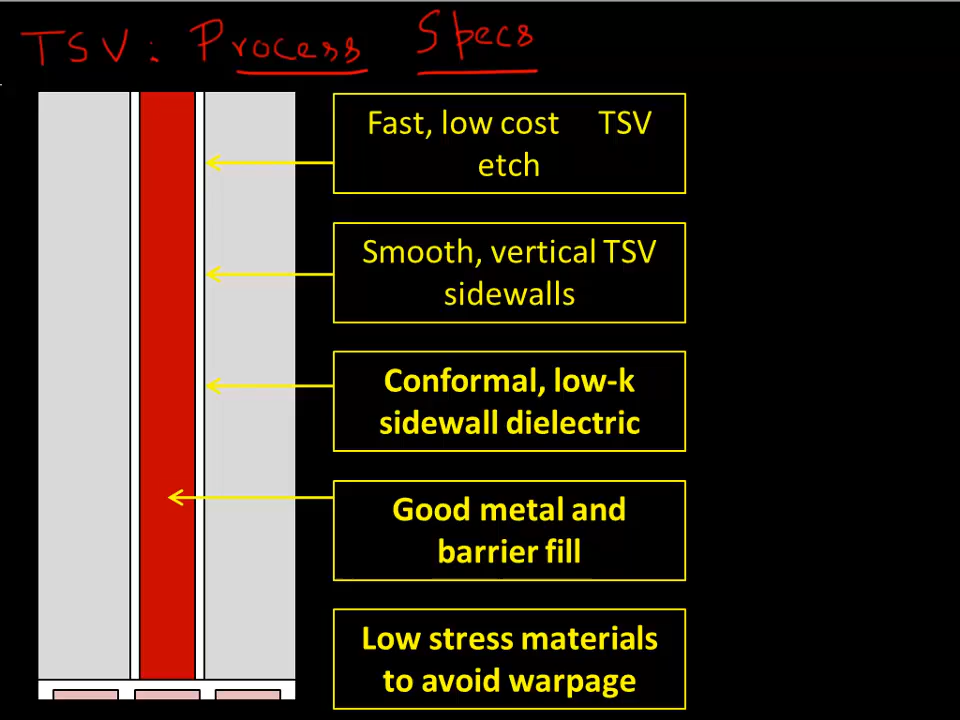 TSV: Process Specs
Fast, low cost TSV
etch
Smooth, vertical TSV
sidewalls
Conformal, low-k
sidewall dielectric
Good metal and
barrier fill
Low stress materials
to avoid warpage